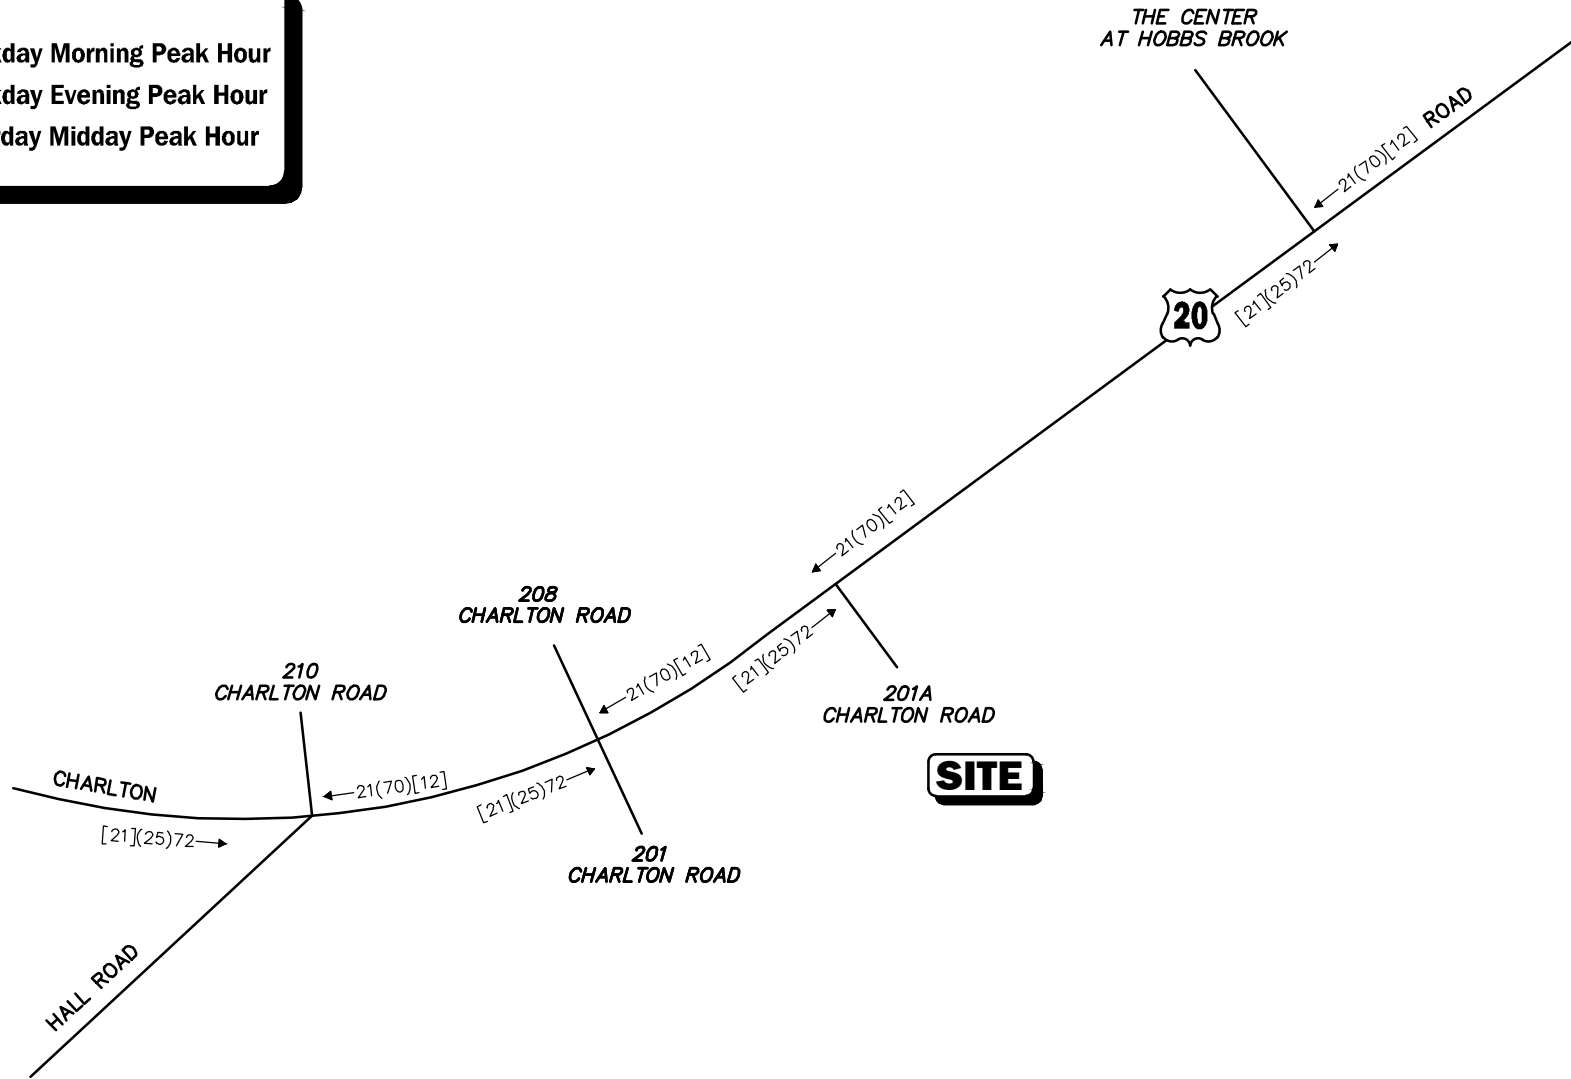 day Morning Peak Hour
day Evening Peak Hour
day Midday Peak Hour
THE CENTER
AT HOBBS BROOK
21(70)[12] ROAD
[21](25)72
20
21(70)[12]
[21](25)72
208
CHARLTON ROAD
21(70)[12]
[21](25)72
201A
CHARLTON ROAD
SITE
210
CHARLTON ROAD
21(70)[12]
201
CHARLTON ROAD
CHARLTON
[21](25)72
HALL ROAD